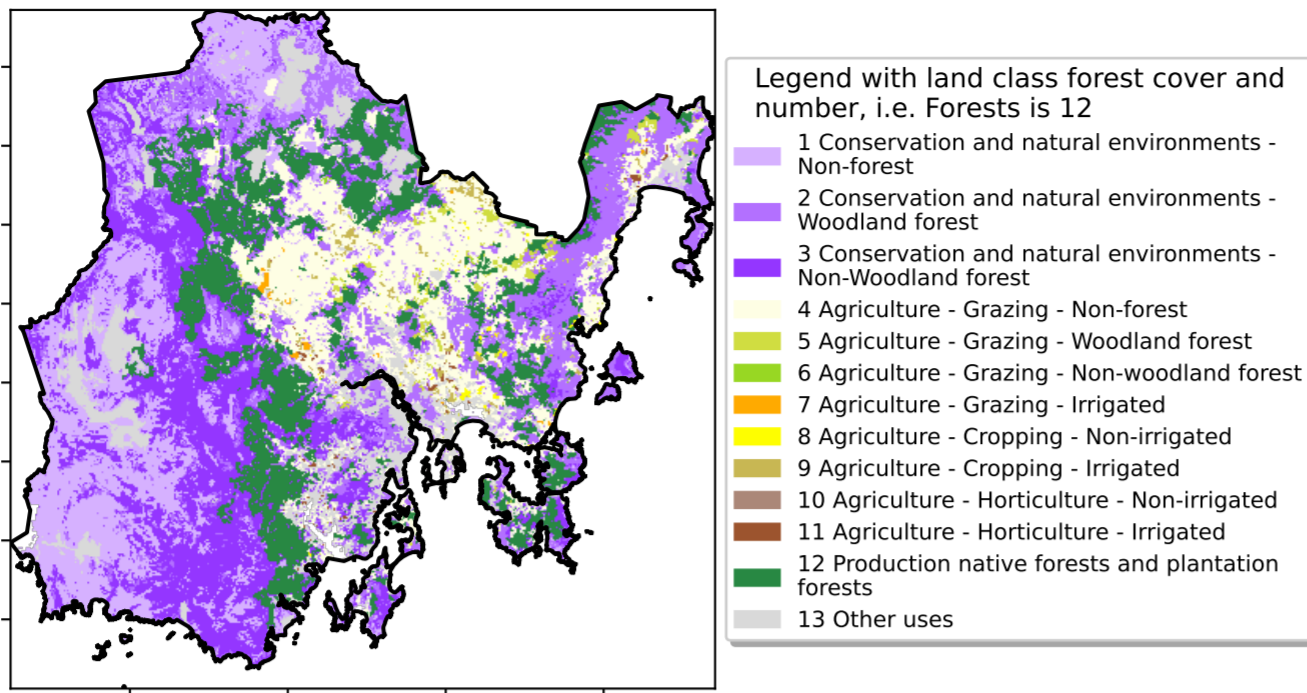 Legend with land class forest cover and
number, i.e. Forests is 12
1 Conservation and natural environments -
Non-forest
2 Conservation and natural environments -
Woodland forest
3 Conservation and natural environments -
Non-Woodland forest
4 Agriculture - Grazing - Non-forest
5 Agriculture - Grazing - Woodland forest
6 Agriculture - Grazing - Non-woodland forest
7 Agriculture - Grazing - Irrigated
8 Agriculture - Cropping - Non-irrigated
9 Agriculture - Cropping - Irrigated
10 Agriculture - Horticulture - Non-irrigated
11 Agriculture - Horticulture - Irrigated
12 Production native forests and plantation
forests
13 Other uses